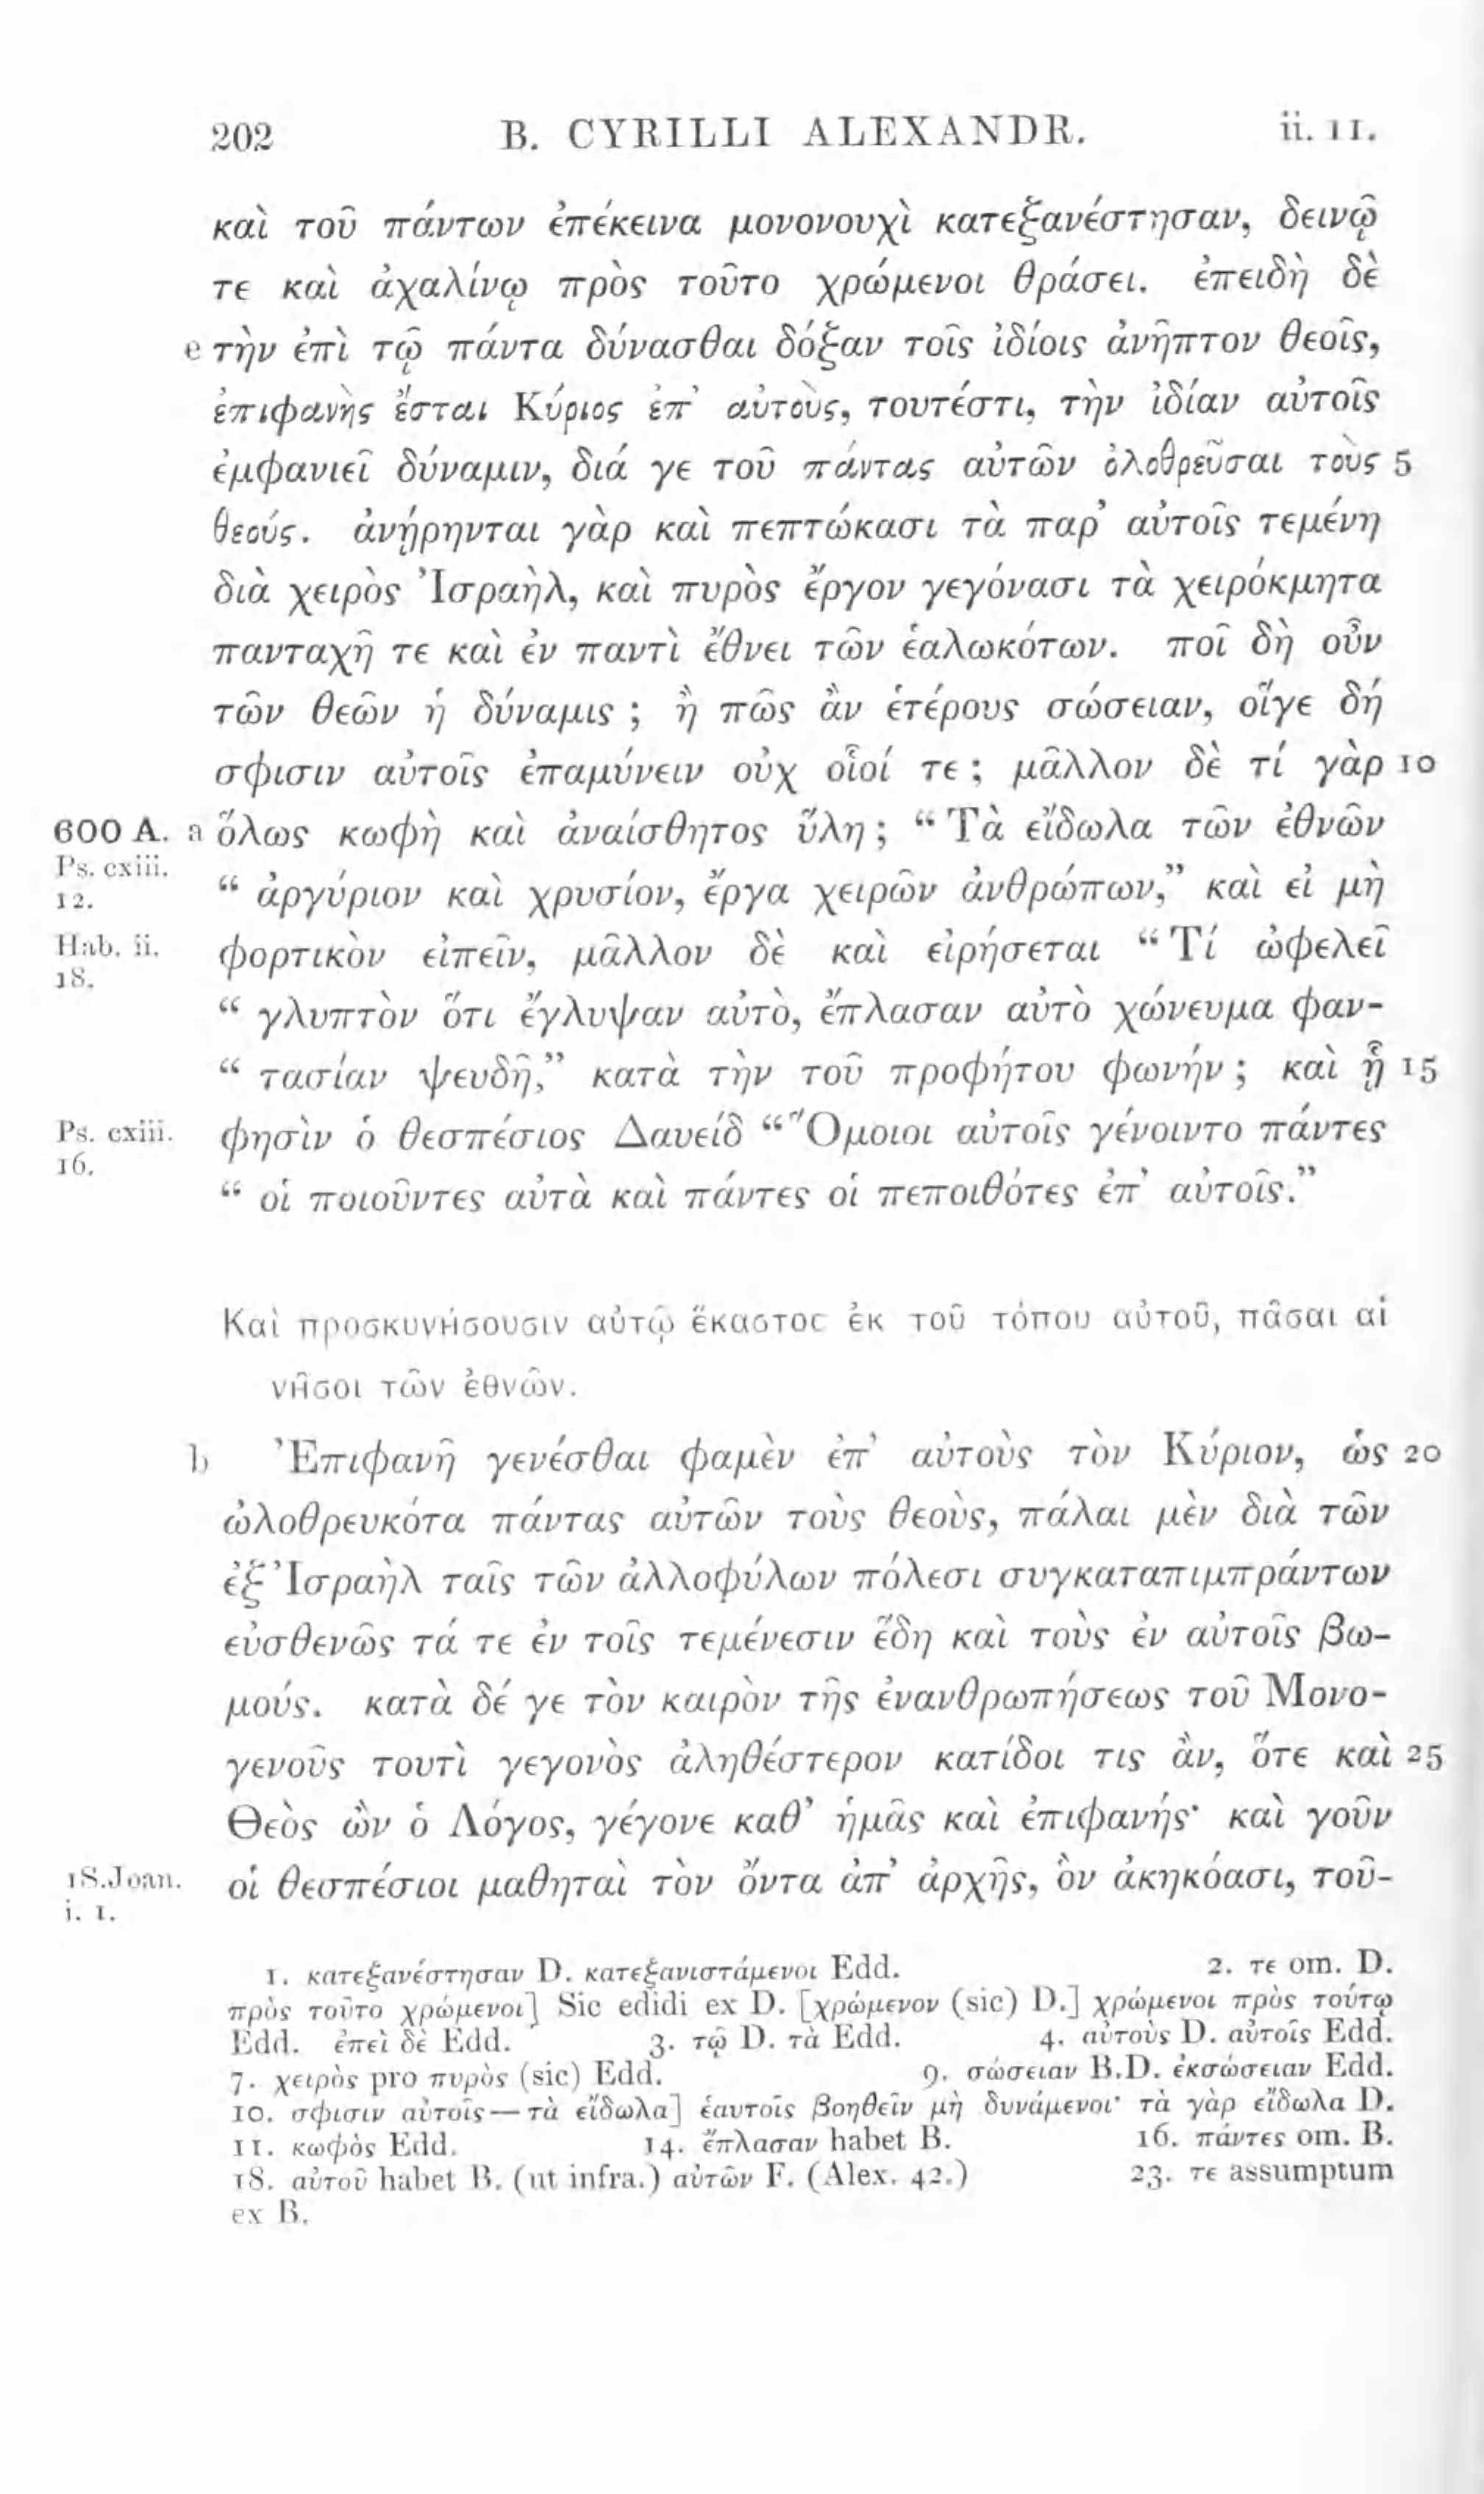 202 B. CYRILLI ALEXANDR. ii. 11.
καὶ τοῦ πάντων ἐπέκεινα μονονουχὶ κατεξανέστησαν, δεινῷ
τε καὶ ἀχαλίνῳ πρὸς τοῦτο χρώμενοι θράσει. ἐπειδὴ δὲ
e τὴν ἐπὶ τῷ πάντα δύνασθαι δόξαν τοῖς ἰδίοις ἀνῆπτον θεοῖς,
ἐπιφανὴς ἔσται Κύριος ἐπ' αὐτοὺς, τουτέστι, τὴν ἰδίαν αὐτοῖς
ἐμφανιεῖ δύναμιν, διά γε τοῦ πάντας αὐτῶν ὀλοθρεῦσαι τοὺς 5
θεούς. ἀνῄρηνται γὰρ καὶ πεπτώκασι τὰ παρ' αὐτοῖς τεμένη
διὰ χειρὸς Ἰσραὴλ, καὶ πυρὸς ἔργον γεγόνασι τὰ χειρόκμητα
πανταχῆ τε καὶ ἐν παντὶ ἔθνει τῶν ἑαλωκότων. ποῖ δὴ οὖν
τῶν θεῶν ἡ δύναμις ; ἢ πῶς ἂν ἑτέρους σώσειαν, οἵγε δή
σφισιν αὐτοῖς ἐπαμύνειν οὐχ οἷοί τε ; μᾶλλον δὲ τί γὰρ 10
600 A. a ὅλως κωφὴ καὶ ἀναίσθητος ὕλη ; “ Τὰ εἴδωλα τῶν ἐθνῶν
Ps. cxiii. 12. “ ἀργύριον καὶ χρυσίον, ἔργα χειρῶν ἀνθρώπων,” καὶ εἰ μὴ
Hab. ii. 18. φορτικὸν εἰπεῖν, μᾶλλον δὲ καὶ εἰρήσεται “ Τί ὠφελεῖ
“ γλυπτὸν ὅτι ἔγλυψαν αὐτὸ, ἔπλασαν αὐτὸ χώνευμα φαν-
“ τασίαν ψευδῆ,” κατὰ τὴν τοῦ προφήτου φωνήν ; καὶ ᾗ 15
Ps. cxiii. 16. φησὶν ὁ θεσπέσιος Δαυείδ “ Ὅμοιοι αὐτοῖς γένοιντο πάντες
“ οἱ ποιοῦντες αὐτὰ καὶ πάντες οἱ πεποιθότες ἐπ' αὐτοῖς.”
Καὶ προσκυνήσουσιν αὐτῷ ἕκαστος ἐκ τοῦ τόπου αὐτοῦ, πᾶσαι αἱ
νῆσοι τῶν ἐθνῶν.
b Ἐπιφανῆ γενέσθαι φαμὲν ἐπ' αὐτοὺς τὸν Κύριον, ὡς 20
ὠλοθρευκότα πάντας αὐτῶν τοὺς θεοὺς, πάλαι μὲν διὰ τῶν
ἐξ Ἰσραὴλ ταῖς τῶν ἀλλοφύλων πόλεσι συγκαταπιμπράντων
εὐσθενῶς τά τε ἐν τοῖς τεμένεσιν ἕδη καὶ τοὺς ἐν αὐτοῖς βω-
μούς. κατὰ δέ γε τὸν καιρὸν τῆς ἐνανθρωπήσεως τοῦ Μονο-
γενοῦς τουτὶ γεγονὸς ἀληθέστερον κατίδοι τις ἂν, ὅτε καὶ 25
Θεὸς ὢν ὁ Λόγος, γέγονε καθ' ἡμᾶς καὶ ἐπιφανής· καὶ γοῦν
1S.Joan. i. 1. οἱ θεσπέσιοι μαθηταὶ τὸν ὄντα ἀπ' ἀρχῆς, ὃν ἀκηκόασι, τοῦ-
1. κατεξανέστησαν D. κατεξανιστάμενοι Edd. 2. τε om. D.
πρὸς τοῦτο χρώμενοι] Sic edidi ex D. [χρώμενον (sic) D.] χρώμενοι πρὸς τούτῳ
Edd. ἐπεὶ δὲ Edd. 3. τῷ D. τὰ Edd. 4. αὐτοὺς D. αὐτοῖς Edd.
7. χειρὸς pro πυρὸς (sic) Edd. 9. σώσειαν B.D. ἐκσώσειαν Edd.
10. σφισιν αὐτοῖς—τὰ εἴδωλα] ἑαυτοῖς βοηθεῖν μὴ δυνάμενοι· τὰ γὰρ εἴδωλα D.
11. κωφὸς Edd. 14. ἔπλασαν habet B. 16. πάντες om. B.
18. αὐτοῦ habet B. (ut infra.) αὐτῶν F. (Alex. 42.) 23. τε assumptum
ex B.